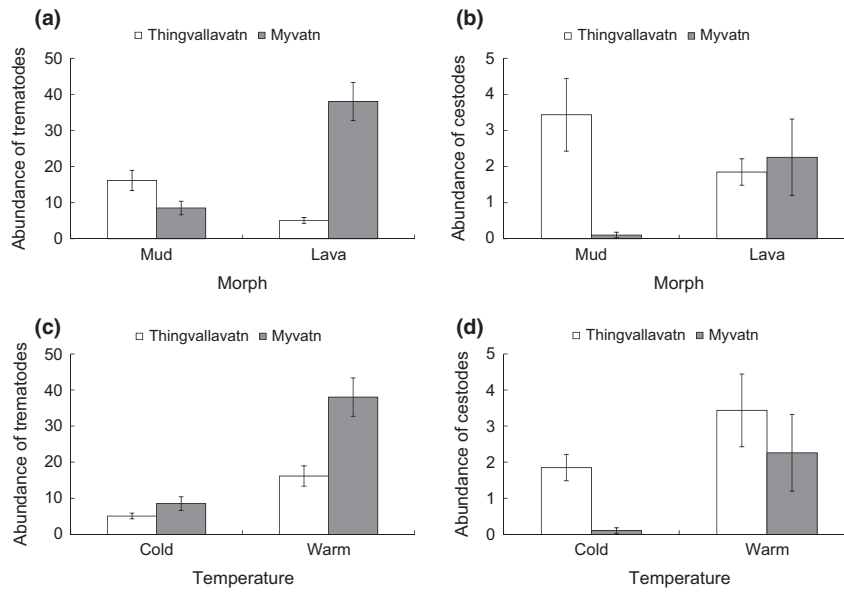 (a)
Thingvallavatn Myvatn
Abundance of trematodes
50
40
30
20
10
0
Mud Lava
Morph
(b)
Thingvallavatn Myvatn
Abundance of cestodes
5
4
3
2
1
0
Mud Lava
Morph
(c)
Thingvallavatn Myvatn
Abundance of trematodes
50
40
30
20
10
0
Cold Warm
Temperature
(d)
Thingvallavatn Myvatn
Abundance of cestodes
5
4
3
2
1
0
Cold Warm
Temperature